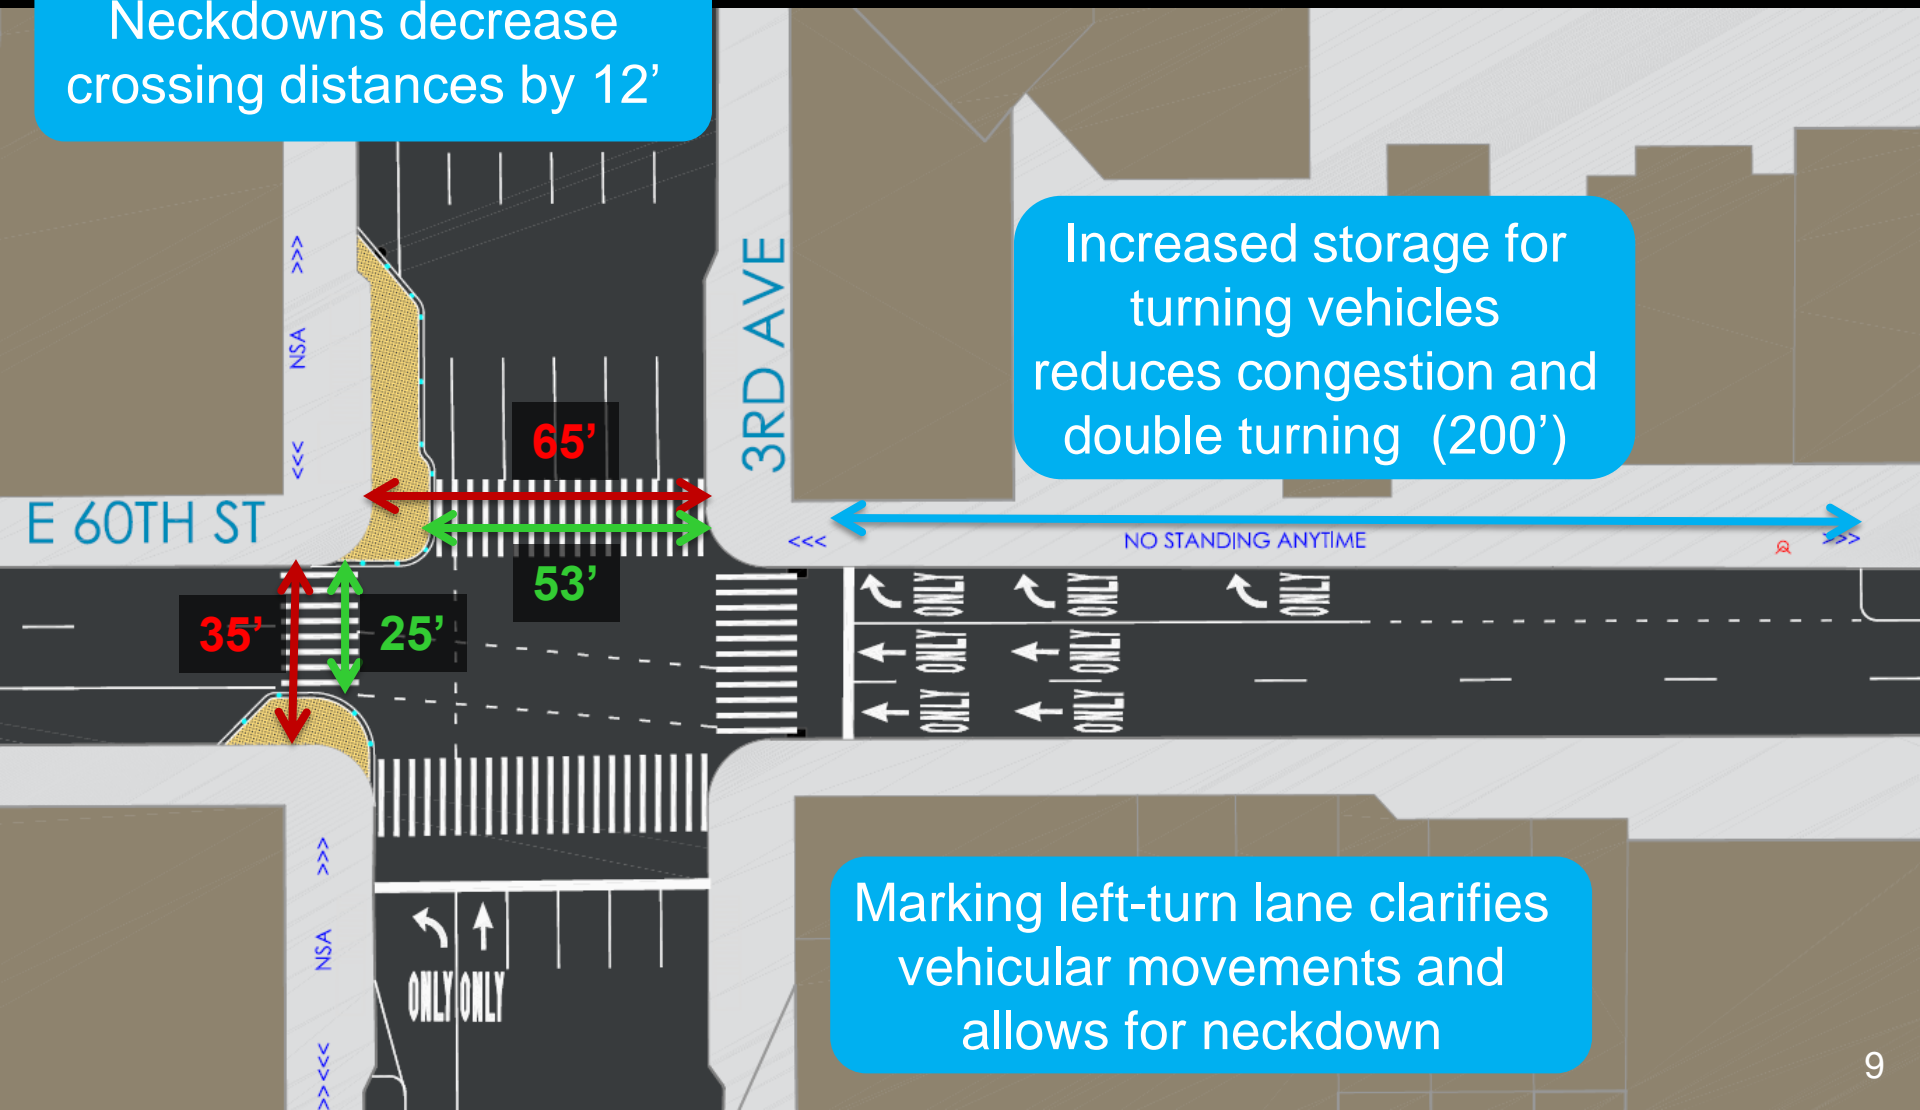 Neckdowns decrease
crossing distances by 12’
Increased storage for
turning vehicles
reduces congestion and
double turning (200’)
3RD AVE
>>>
NSA
<<<
65’
E 60TH ST
<<<
NO STANDING ANYTIME
>>>
53’
35’
25’
ONLY
ONLY
ONLY
ONLY
ONLY
ONLY
ONLY
>>>
NSA
>><<<
ONLY
ONLY
Marking left-turn lane clarifies
vehicular movements and
allows for neckdown
9